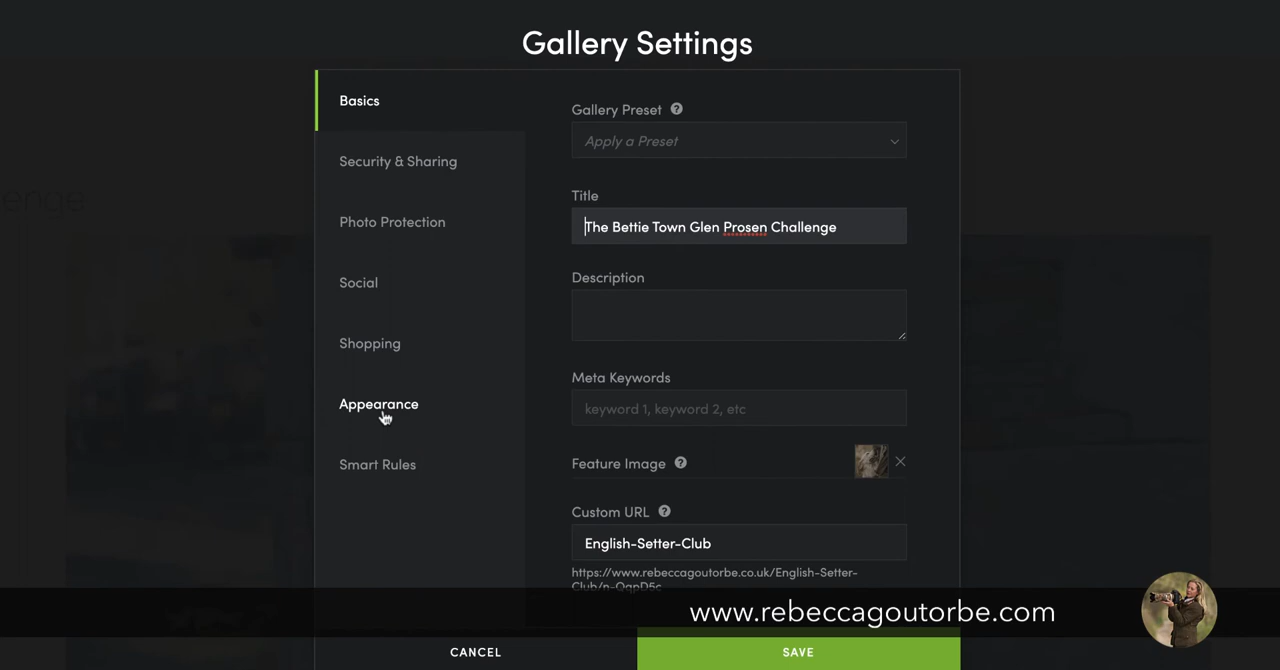 Gallery Settings
Basics
Security & Sharing
Photo Protection
Social
Shopping
Appearance
Smart Rules
Gallery Preset ?
Apply a Preset
Title
The Bettie Town Glen Prosen Challenge
Description
Meta Keywords
keyword 1, keyword 2, etc
Feature Image ?
Custom URL ?
English-Setter-Club
https://www.rebeccagoutorbe.co.uk/English-Setter-
Club/n-QqpD5c
www.rebeccagoutorbe.com
CANCEL
SAVE